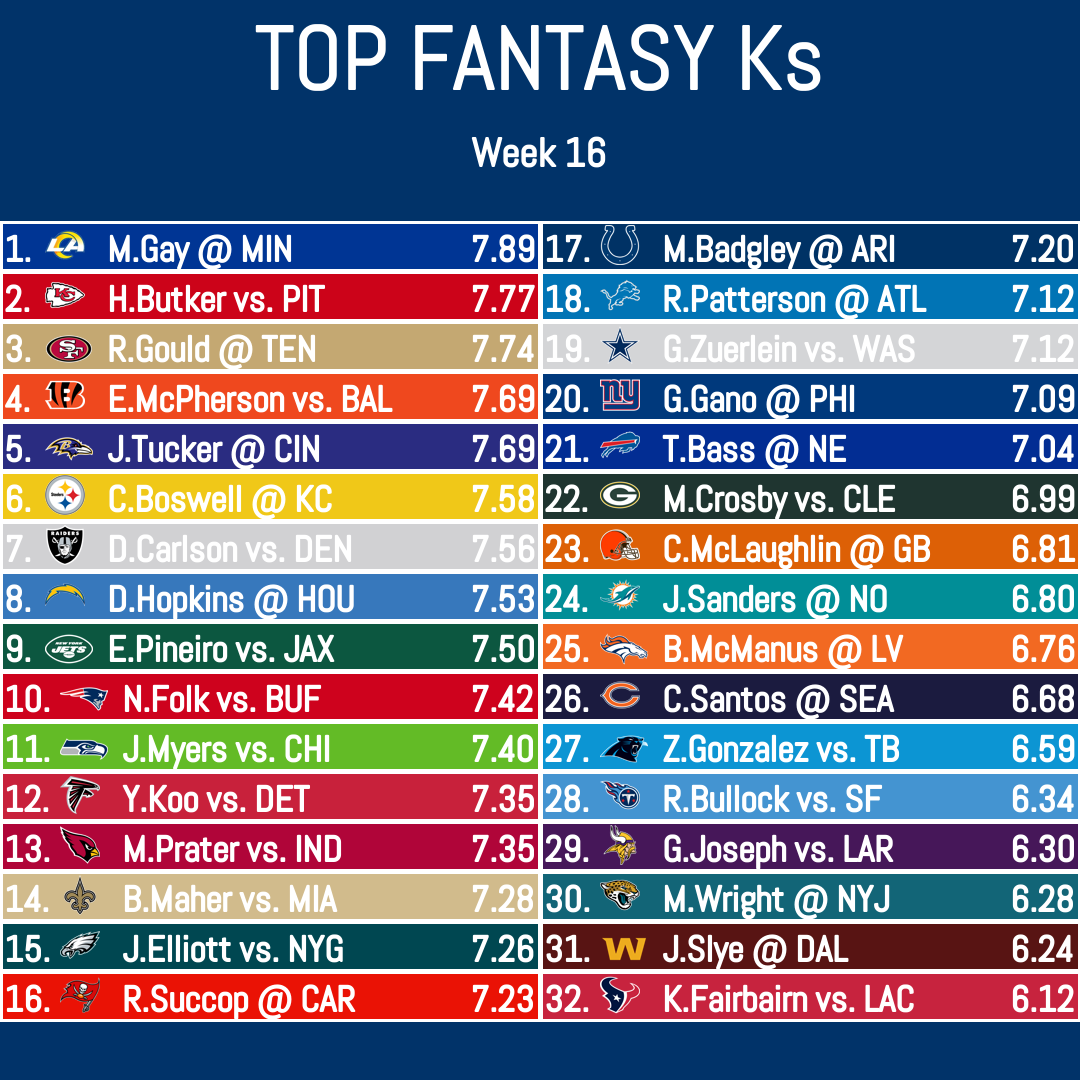 TOP FANTASY Ks
Week 16
1. M.Gay @ MIN 7.89
2. H.Butker vs. PIT 7.77
3. R.Gould @ TEN 7.74
4. E.McPherson vs. BAL 7.69
5. J.Tucker @ CIN 7.69
6. C.Boswell @ KC 7.58
7. D.Carlson vs. DEN 7.56
8. D.Hopkins @ HOU 7.53
9. E.Pineiro vs. JAX 7.50
10. N.Folk vs. BUF 7.42
11. J.Myers vs. CHI 7.40
12. Y.Koo vs. DET 7.35
13. M.Prater vs. IND 7.35
14. B.Maher vs. MIA 7.28
15. J.Elliott vs. NYG 7.26
16. R.Succop @ CAR 7.23
17. M.Badgley @ ARI 7.20
18. R.Patterson @ ATL 7.12
19. G.Zuerlein vs. WAS 7.12
20. G.Gano @ PHI 7.09
21. T.Bass @ NE 7.04
22. M.Crosby vs. CLE 6.99
23. C.McLaughlin @ GB 6.81
24. J.Sanders @ NO 6.80
25. B.McManus @ LV 6.76
26. C.Santos @ SEA 6.68
27. Z.Gonzalez vs. TB 6.59
28. R.Bullock vs. SF 6.34
29. G.Joseph vs. LAR 6.30
30. M.Wright @ NYJ 6.28
31. J.Slye @ DAL 6.24
32. K.Fairbairn vs. LAC 6.12